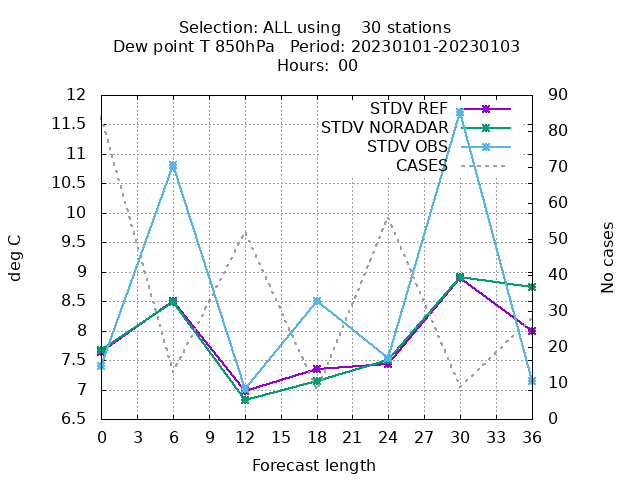 Selection: ALL using    30 stations
Dew point T 850hPa   Period: 20230101-20230103
Hours: 00
STDV REF
STDV NORADAR
STDV OBS
CASES
deg C
12
11.5
11
10.5
10
9.5
9
8.5
8
7.5
7
6.5
90
80
70
60
50
40
30
20
10
0
No cases
0 3 6 9 12 15 18 21 24 27 30 33 36
Forecast length